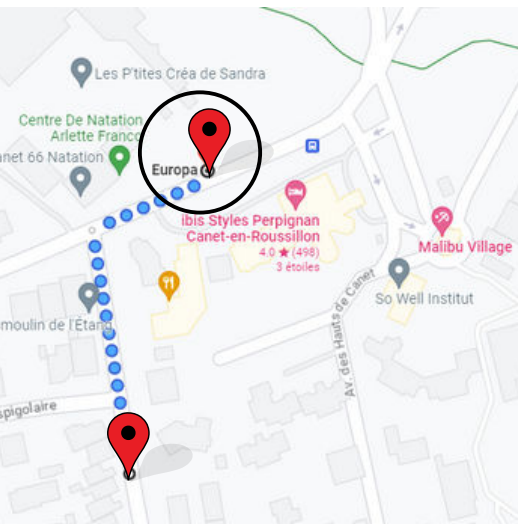 Les P'tites Créa de Sandra
Centre De Natation
Arlette Franco
anet 66 Natation
Europa
ibis Styles Perpignan
Canet-en-Roussillon
4.0 ★ (498)
3 étoiles
Malibu Village
So Well Institut
moulin de l'Étang
Av. des Hauts de Canet
spigolaire